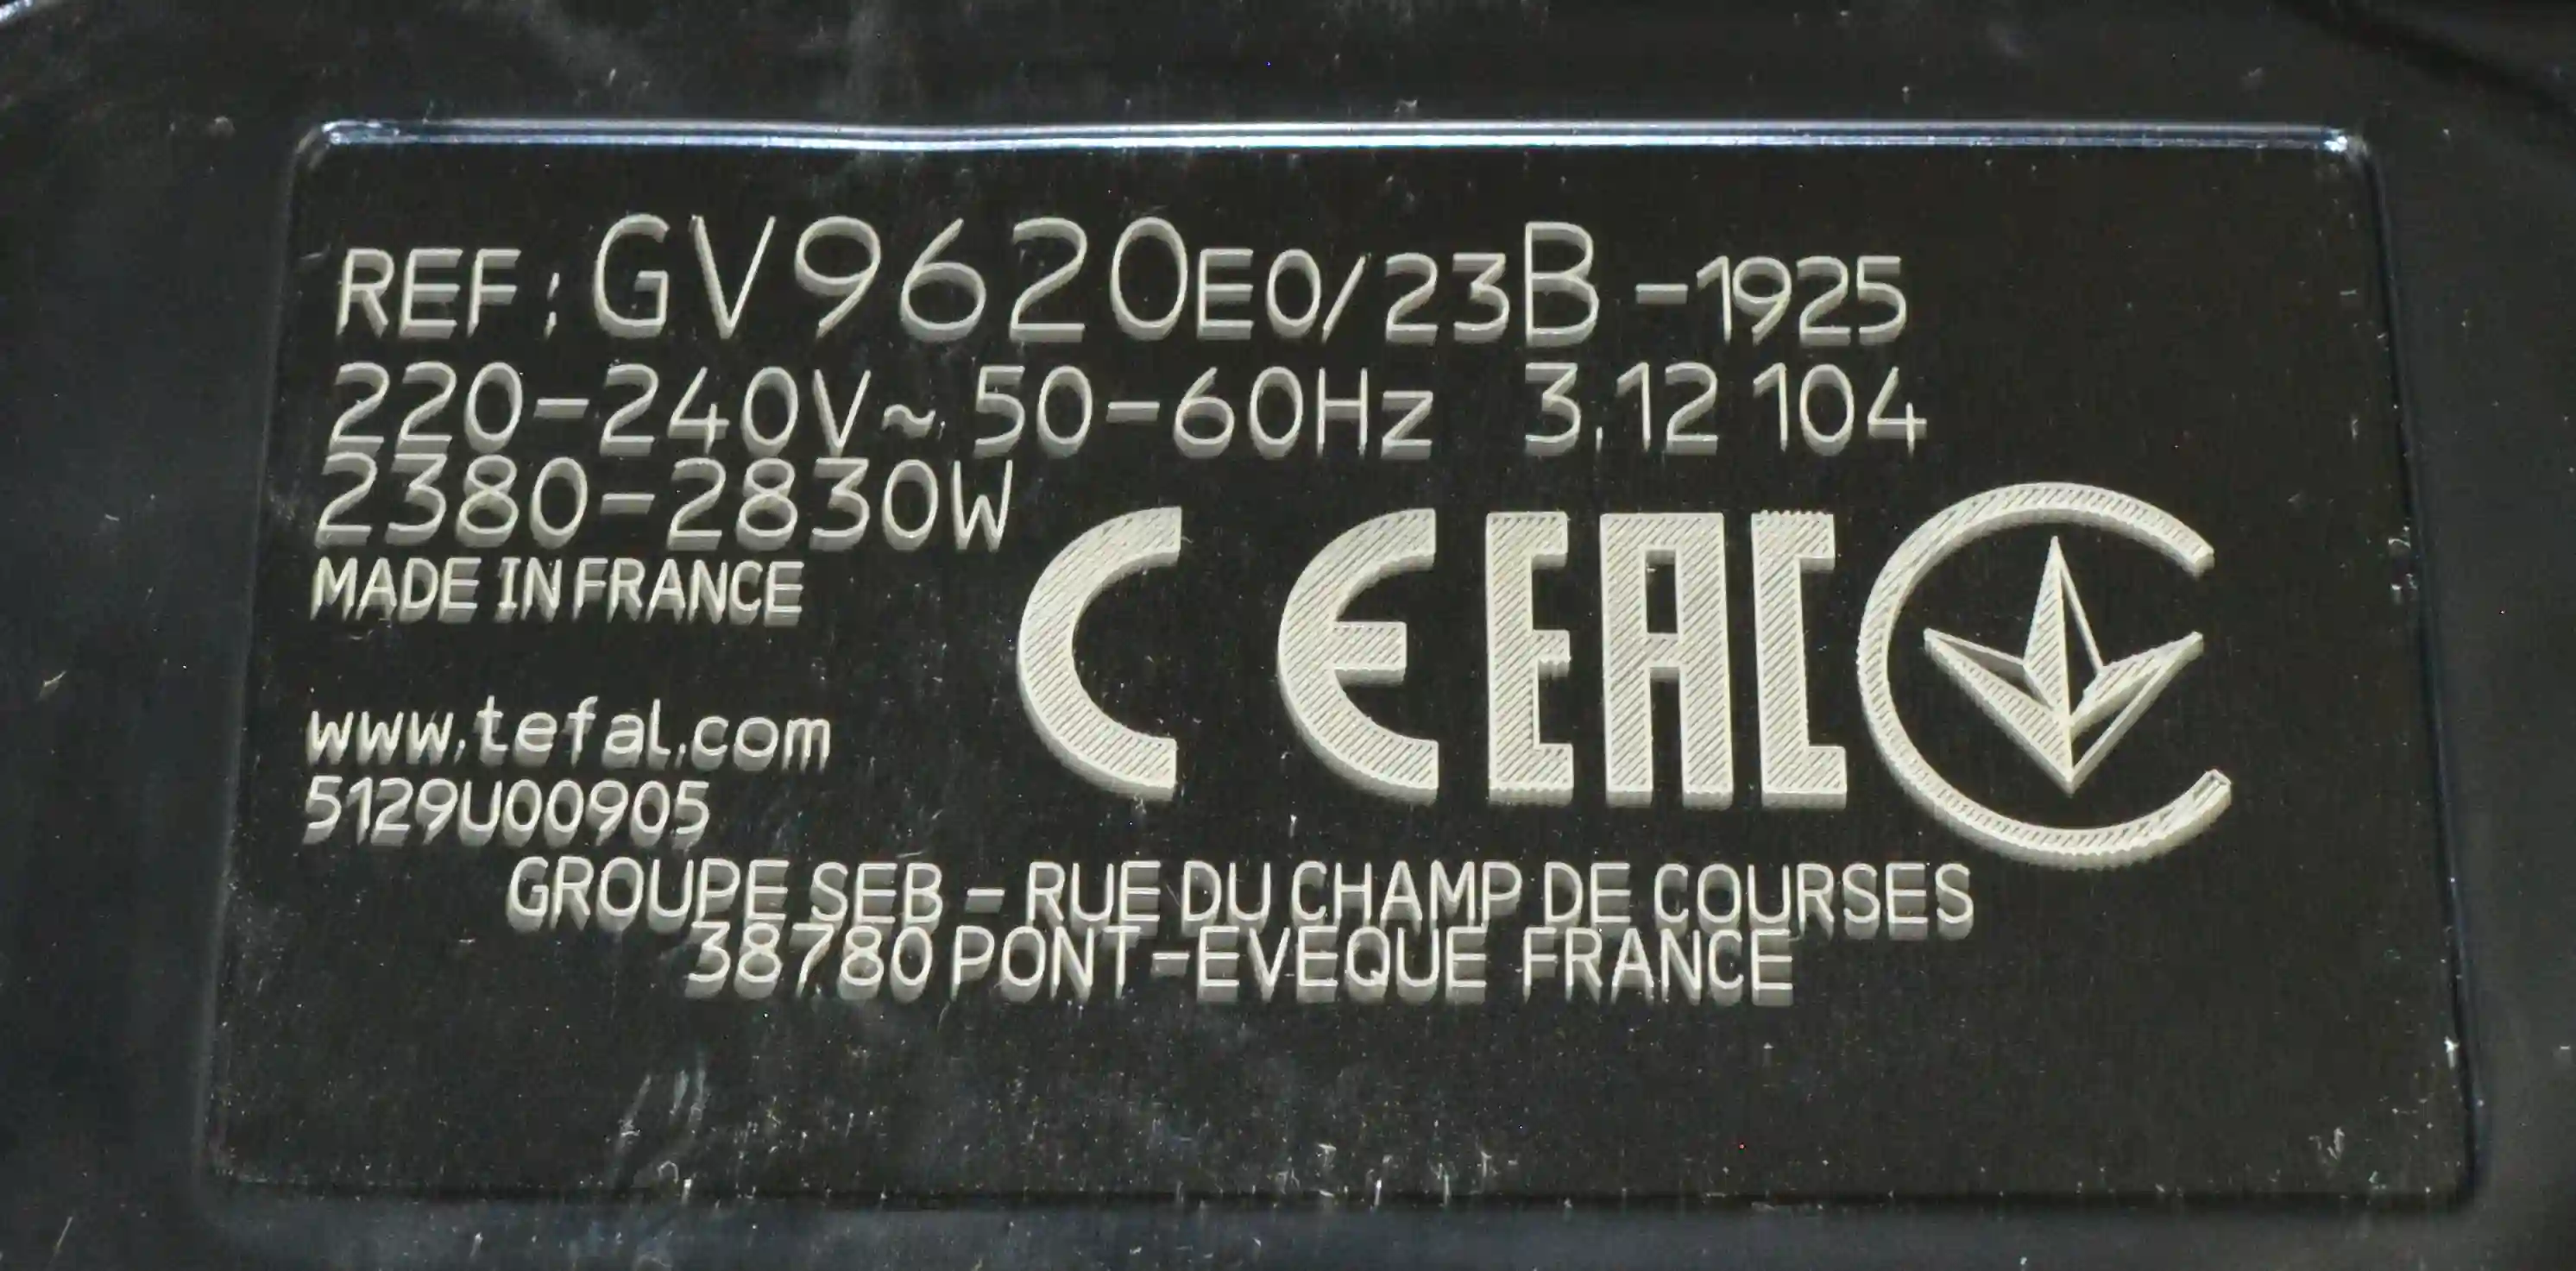 REF: GV9620E0/23B -1925
220-240V~ 50-60Hz 3.12 104
2380-2830W
MADE IN FRANCE
CE EAC
www.tefal.com
5129U00905
GROUPE SEB - RUE DU CHAMP DE COURSES
38780 PONT-EVEQUE FRANCE